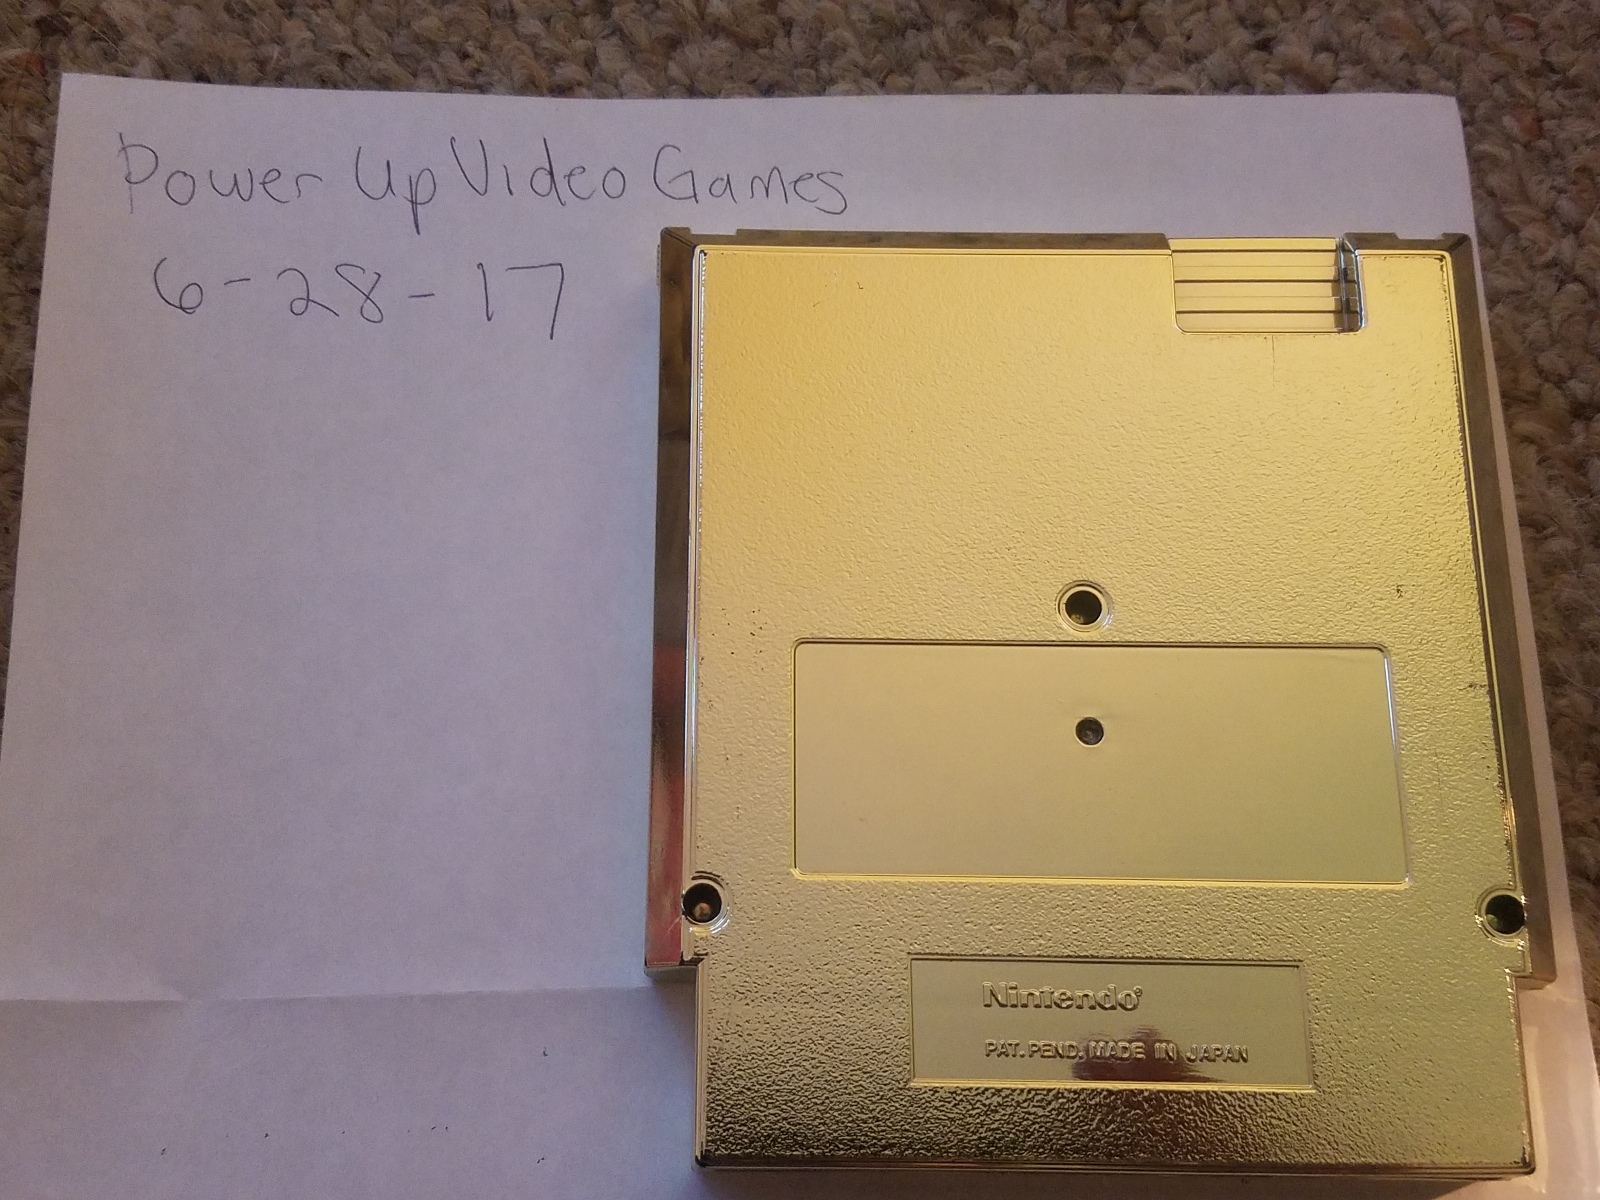 Power Up Video Games
6-28-17
Nintendo®
PAT. PEND. MADE IN JAPAN